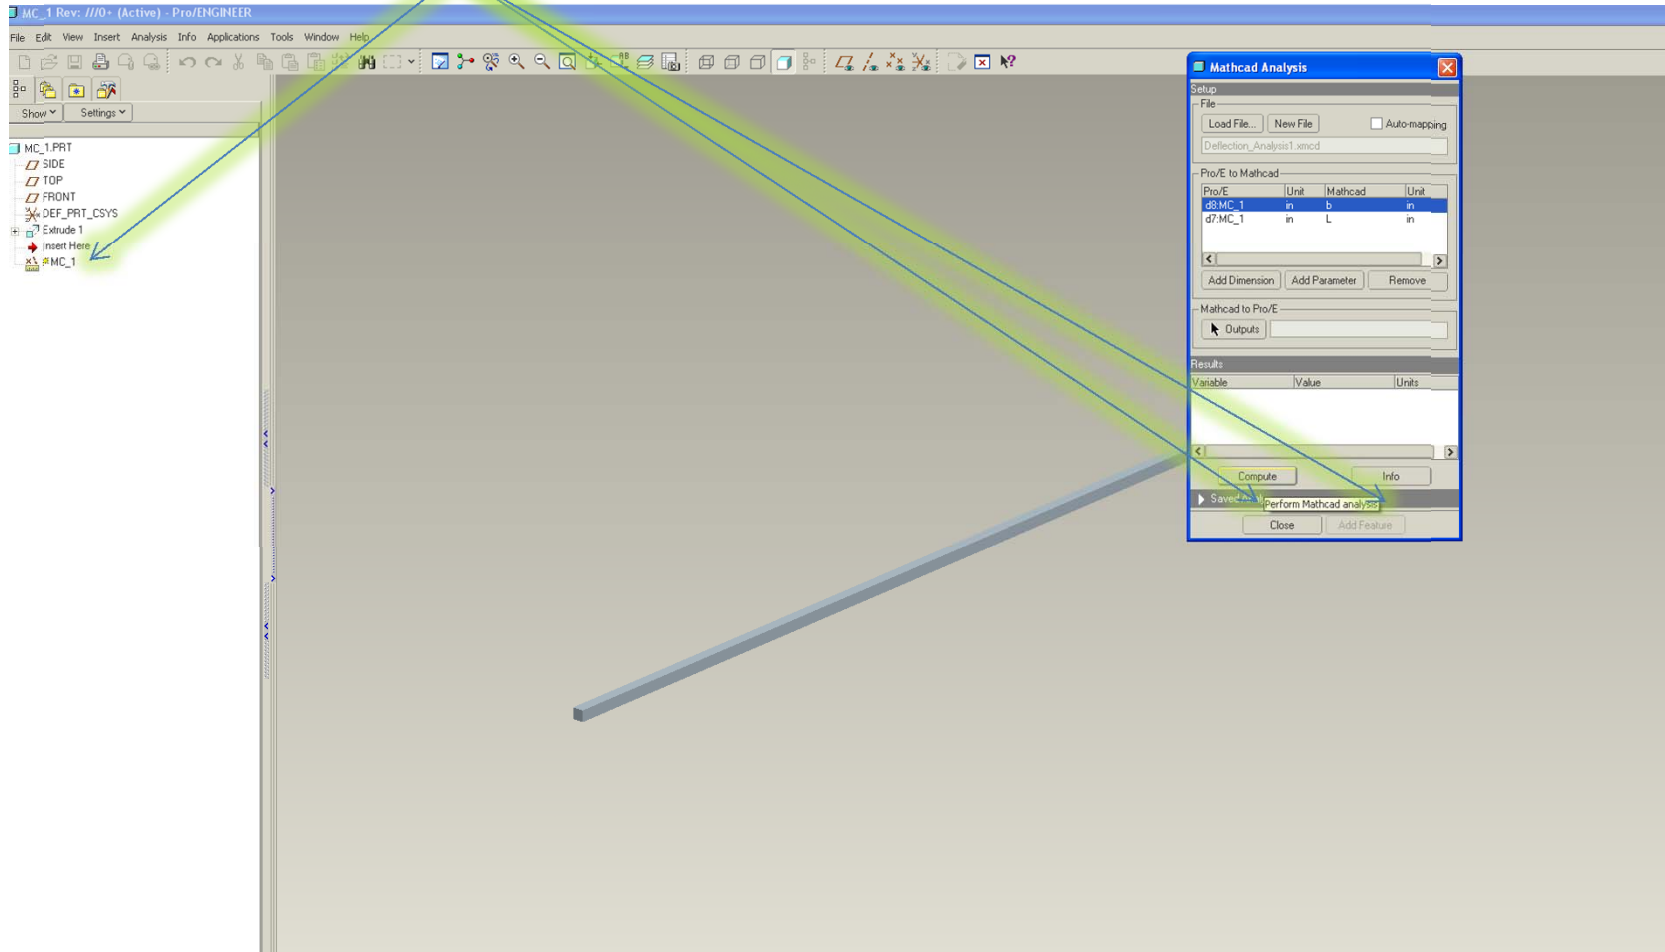 MC_1 Rev: ///0+ (Active) - Pro/ENGINEER
File Edit View Insert Analysis Info Applications Tools Window Help
Show Settings
MC_1.PRT
SIDE
TOP
FRONT
DEF_PRT_CSYS
Extrude 1
Insert Here
MC_1
Mathcad Analysis
Setup
File
Load File... New File Auto-mapping
Deflection_Analysis1.xmcd
Pro/E to Mathcad
Pro/E Unit Mathcad Unit
d8:MC_1 in b in
d7:MC_1 in L in
Add Dimension Add Parameter Remove
Mathcad to Pro/E
Outputs
Results
Variable Value Units
Compute Info
Saved
Perform Mathcad analysis
Close Add Feature